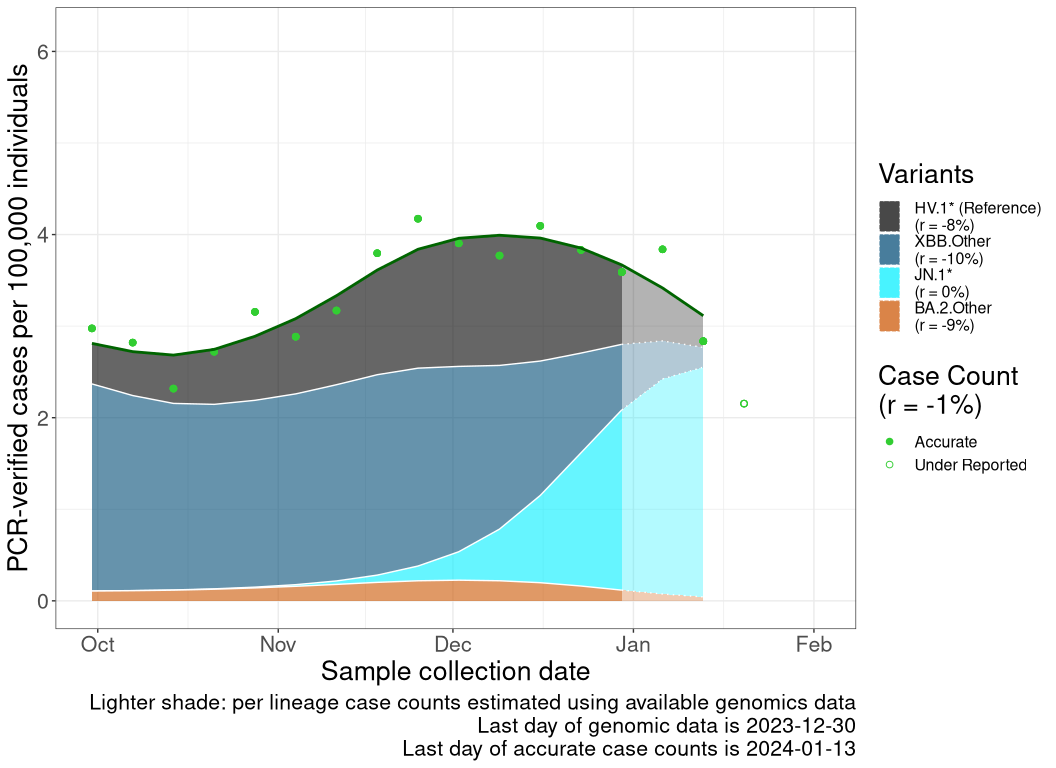 PCR-verified cases per 100,000 individuals
6
4
2
0
Oct
Nov
Dec
Jan
Feb
Sample collection date
Lighter shade: per lineage case counts estimated using available genomics data
Last day of genomic data is 2023-12-30
Last day of accurate case counts is 2024-01-13
Variants
HV.1* (Reference)
(r = -8%)
XBB.Other
(r = -10%)
JN.1*
(r = 0%)
BA.2.Other
(r = -9%)
Case Count
(r = -1%)
Accurate
Under Reported